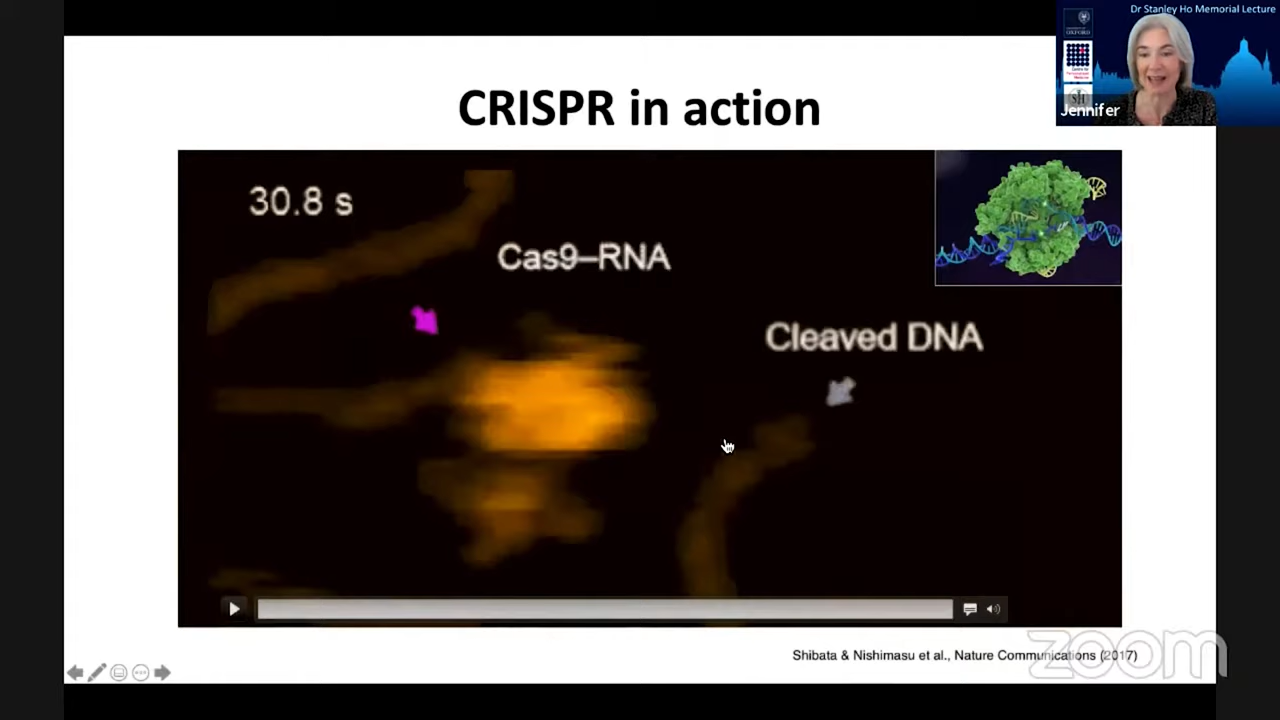 Dr Stanley Ho Memorial Lecture
OXFORD
Jennifer
CRISPR in action
30.8 s
Cas9–RNA
Cleaved DNA
Shibata & Nishimasu et al., Nature Communications (2017)
zoom